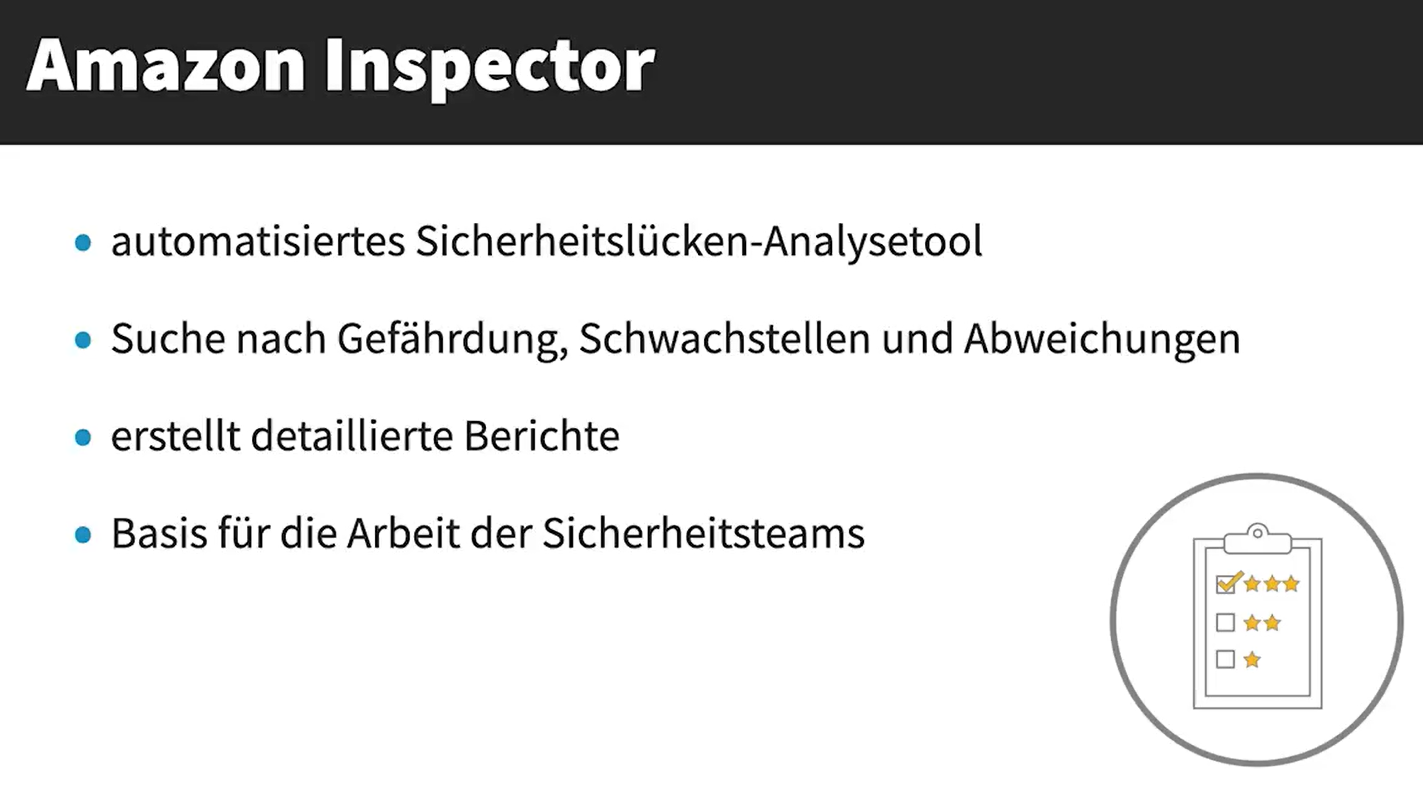 Amazon Inspector
automatisiertes Sicherheitslücken-Analysetool
Suche nach Gefährdung, Schwachstellen und Abweichungen
erstellt detaillierte Berichte
Basis für die Arbeit der Sicherheitsteams